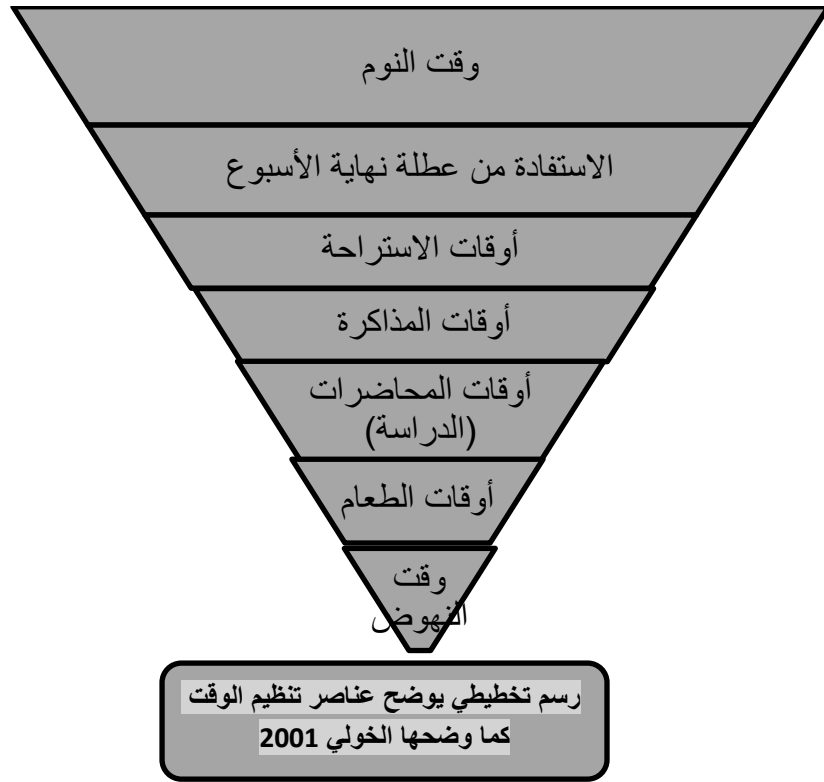 وقت النوم
الاستفادة من عطلة نهاية الأسبوع
أوقات الاستراحة
أوقات المذاكرة
أوقات المحاضرات
(الدراسة)
أوقات الطعام
وقت
النهوض
رسم تخطيطي يوضح عناصر تنظيم الوقت
كما وضحها الخولي 2001